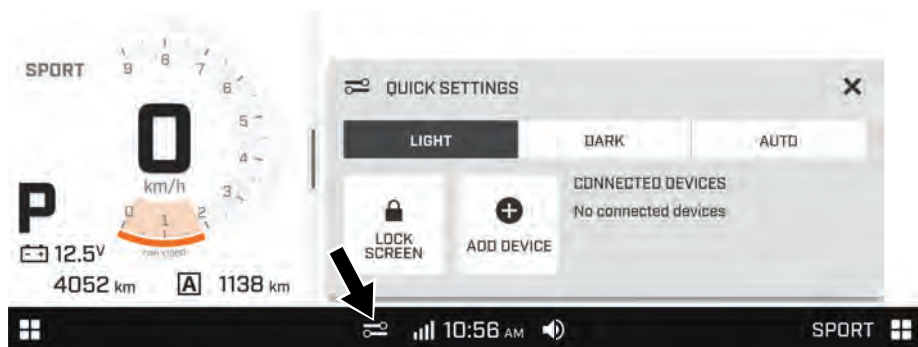 SPORT
9 8 7 6 5 4 3 2 1 0
0
km/h
P
12.5V
4052 km A 1138 km
QUICK SETTINGS
LIGHT DARK AUTO
LOCK SCREEN
ADD DEVICE
CONNECTED DEVICES
No connected devices
10:56 AM
SPORT